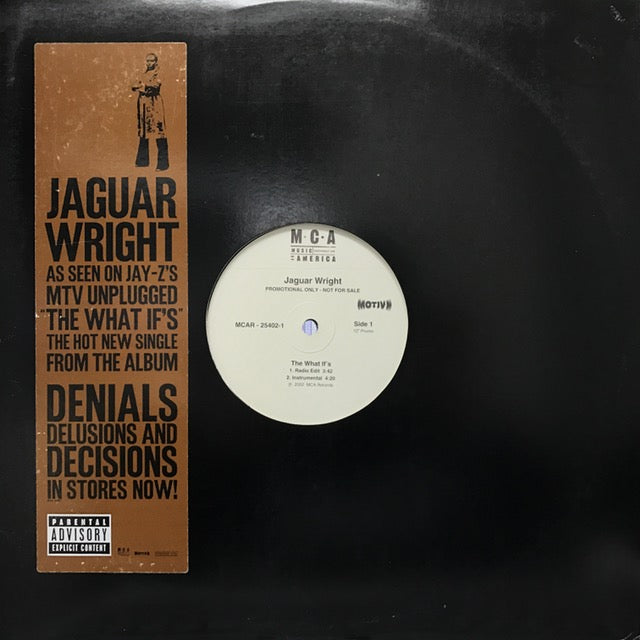 JAGUAR
WRIGHT
AS SEEN ON JAY-Z'S
MTV UNPLUGGED
"THE WHAT IF'S"
THE HOT NEW SINGLE
FROM THE ALBUM
DENIALS
DELUSIONS AND
DECISIONS
IN STORES NOW!
PARENTAL
ADVISORY
EXPLICIT CONTENT
M·C·A
MUSIC
OF AMERICA
Jaguar Wright
PROMOTIONAL ONLY - NOT FOR SALE
MOTIVE
MCAR - 25402-1
Side 1
12" Promo
The What If's
1. Radio Edit 3:42
2. Instrumental 4:20
℗ 2002 MCA Records